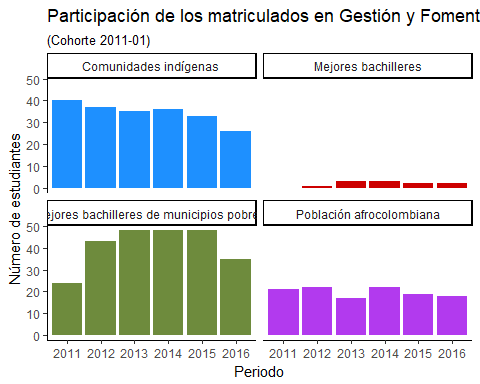 Participación de los matriculados en Gestión y Foment
(Cohorte 2011-01)
Comunidades indígenas
Mejores bachilleres
50
40
30
20
10
0
ejores bachilleres de municipios pobre
Población afrocolombiana
50
40
30
20
10
0
2011 2012 2013 2014 2015 2016
2011 2012 2013 2014 2015 2016
Número de estudiantes
Periodo